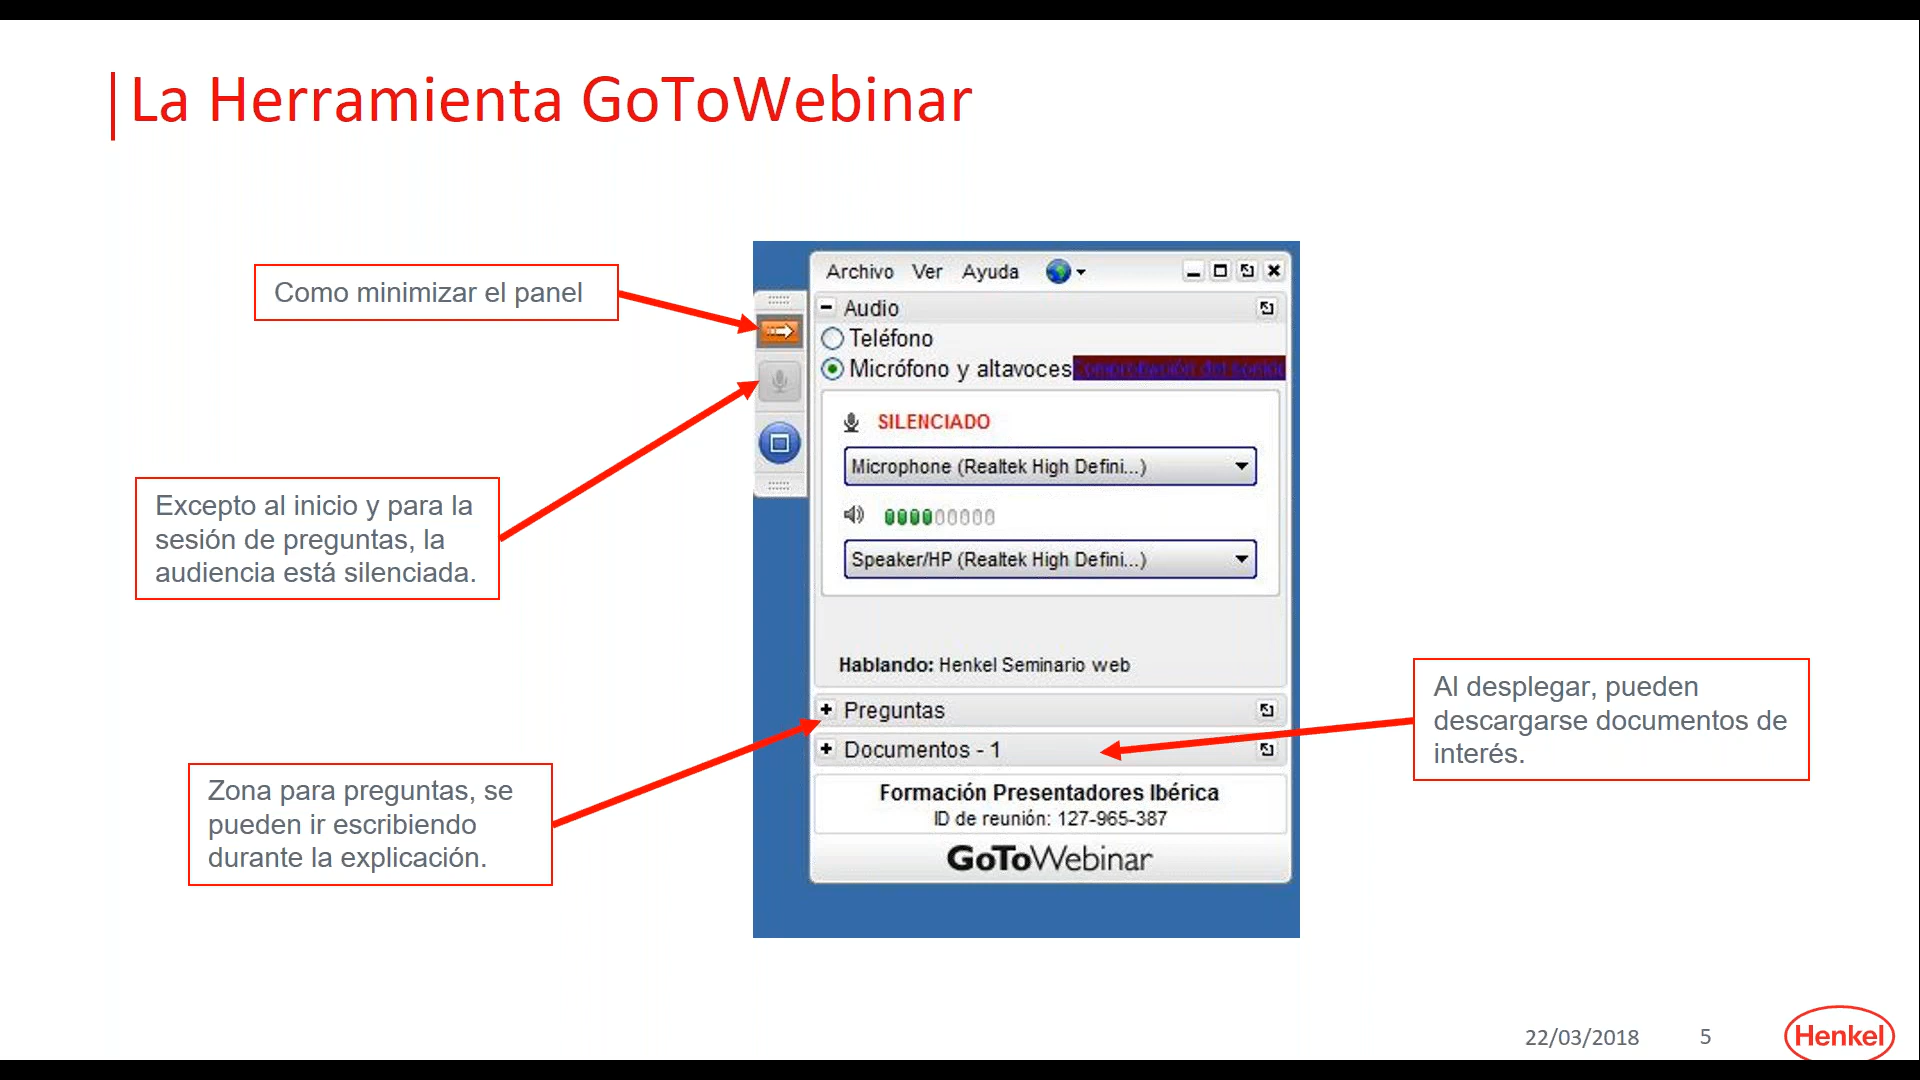 La Herramienta GoToWebinar
Como minimizar el panel
Excepto al inicio y para la
sesión de preguntas, la
audiencia está silenciada.
Zona para preguntas, se
pueden ir escribiendo
durante la explicación.
Archivo Ver Ayuda
Audio
Teléfono
Micrófono y altavoces Comprobación del sonido
SILENCIADO
Microphone (Realtek High Defini...)
Speaker/HP (Realtek High Defini...)
Hablando: Henkel Seminario web
Preguntas
Documentos - 1
Formación Presentadores Ibérica
ID de reunión: 127-965-387
GoToWebinar
Al desplegar, pueden
descargarse documentos de
interés.
22/03/2018 5
Henkel